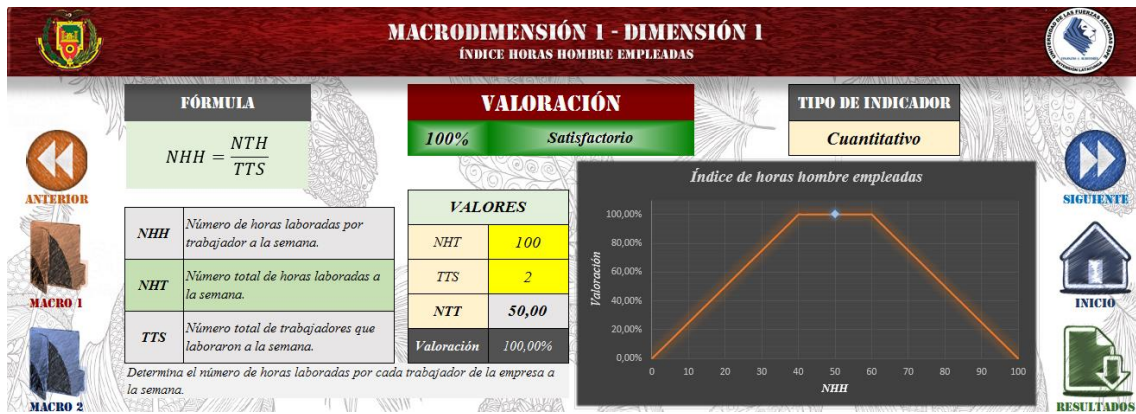 MACRODIMENSIÓN 1 - DIMENSIÓN 1
ÍNDICE HORAS HOMBRE EMPLEADAS
FÓRMULA
NHH = NTH / TTS
VALORACIÓN
100% Satisfactorio
TIPO DE INDICADOR
Cuantitativo
ANTERIOR
MACRO 1
MACRO 2
NHH Número de horas laboradas por
trabajador a la semana.
NHT Número total de horas laboradas a
la semana.
TTS Número total de trabajadores que
laboraron a la semana.
Determina el número de horas laboradas por cada trabajador de la empresa a
la semana.
VALORES
NHT 100
TTS 2
NTT 50,00
Valoración 100,00%
Índice de horas hombre empleadas
Valoración
100,00%
80,00%
60,00%
40,00%
20,00%
0,00%
0 10 20 30 40 50 60 70 80 90 100
NHH
SIGUIENTE
INICIO
RESULTADOS